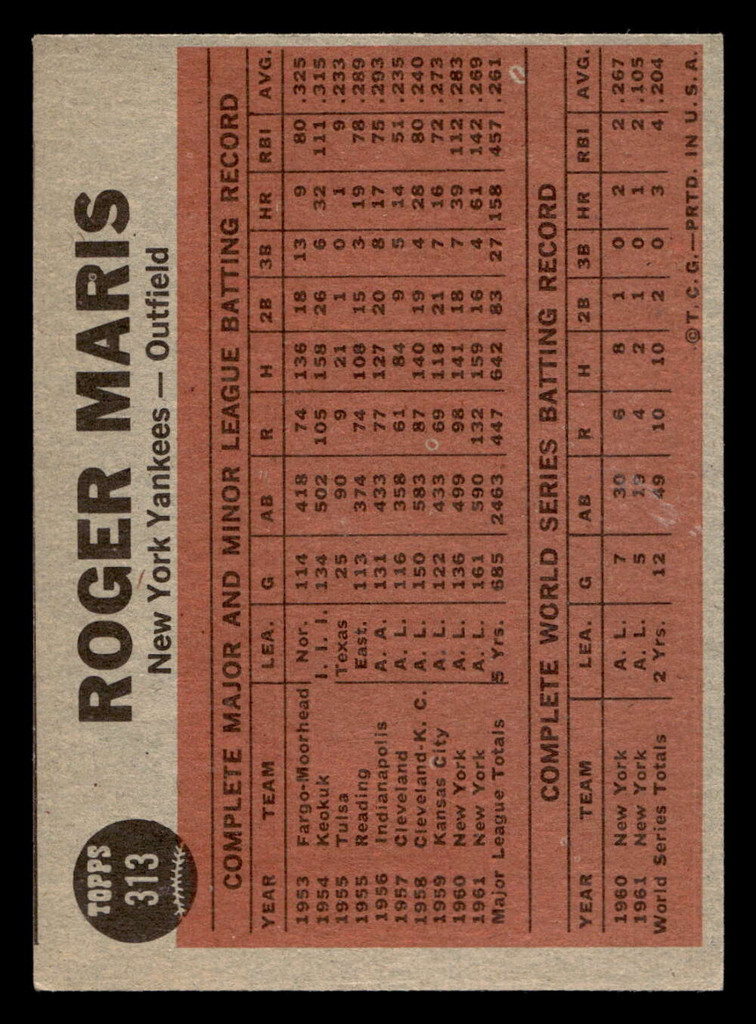 TOPPS
313
ROGER MARIS
New York Yankees — Outfield
COMPLETE MAJOR AND MINOR LEAGUE BATTING RECORD
YEAR TEAM LEA. G AB R H 2B 3B HR RBI AVG.
1953 Fargo-Moorhead Nor. 114 418 74 136 18 13 9 80 .325
1954 Keokuk I. I. I. 134 502 105 158 26 6 32 111 .315
1955 Tulsa Texas 25 90 9 21 1 0 1 9 .233
1955 Reading East. 113 374 74 108 15 3 19 78 .289
1956 Indianapolis A. A. 131 433 77 127 20 8 17 75 .293
1957 Cleveland A. L. 116 358 61 84 9 5 14 51 .235
1958 Cleveland-K. C. A. L. 150 583 87 140 19 4 28 80 .240
1959 Kansas City A. L. 122 433 69 118 21 7 16 72 .273
1960 New York A. L. 136 499 98 141 18 7 39 112 .283
1961 New York A. L. 161 590 132 159 16 4 61 142 .269
Major League Totals 5 Yrs. 685 2463 447 642 83 27 158 457 .261
COMPLETE WORLD SERIES BATTING RECORD
YEAR TEAM LEA. G AB R H 2B 3B HR RBI AVG.
1960 New York A. L. 7 30 6 8 1 0 2 2 .267
1961 New York A. L. 5 19 4 2 1 0 1 2 .105
World Series Totals 2 Yrs. 12 49 10 10 2 0 3 4 .204
©T. C. G.—PRTD. IN U. S. A.